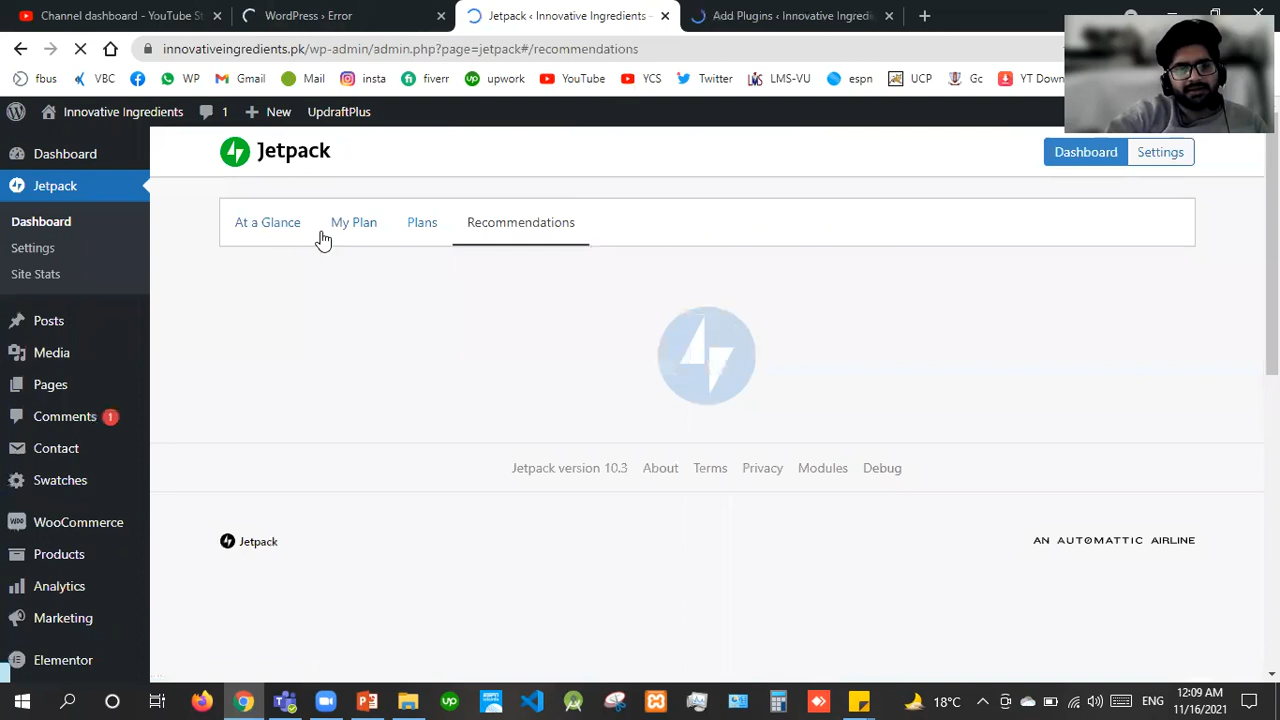 Channel dashboard - YouTube St
WordPress › Error
Jetpack ‹ Innovative Ingredients –
Add Plugins ‹ Innovative Ingredi
innovativeingredients.pk/wp-admin/admin.php?page=jetpack#/recommendations
fbus VBC WP Gmail Mail insta fiverr upwork YouTube YCS Twitter LMS-VU espn UCP Gc YT Down
Innovative Ingredients 1 New UpdraftPlus
Jetpack
Dashboard Settings
Dashboard
Jetpack
Dashboard
Settings
Site Stats
Posts
Media
Pages
Comments 1
Contact
Swatches
WooCommerce
Products
Analytics
Marketing
Elementor
At a Glance My Plan Plans Recommendations
Jetpack version 10.3 About Terms Privacy Modules Debug
Jetpack
AN AUTOMATTIC AIRLINE
18°C ENG 12:09 AM
11/16/2021